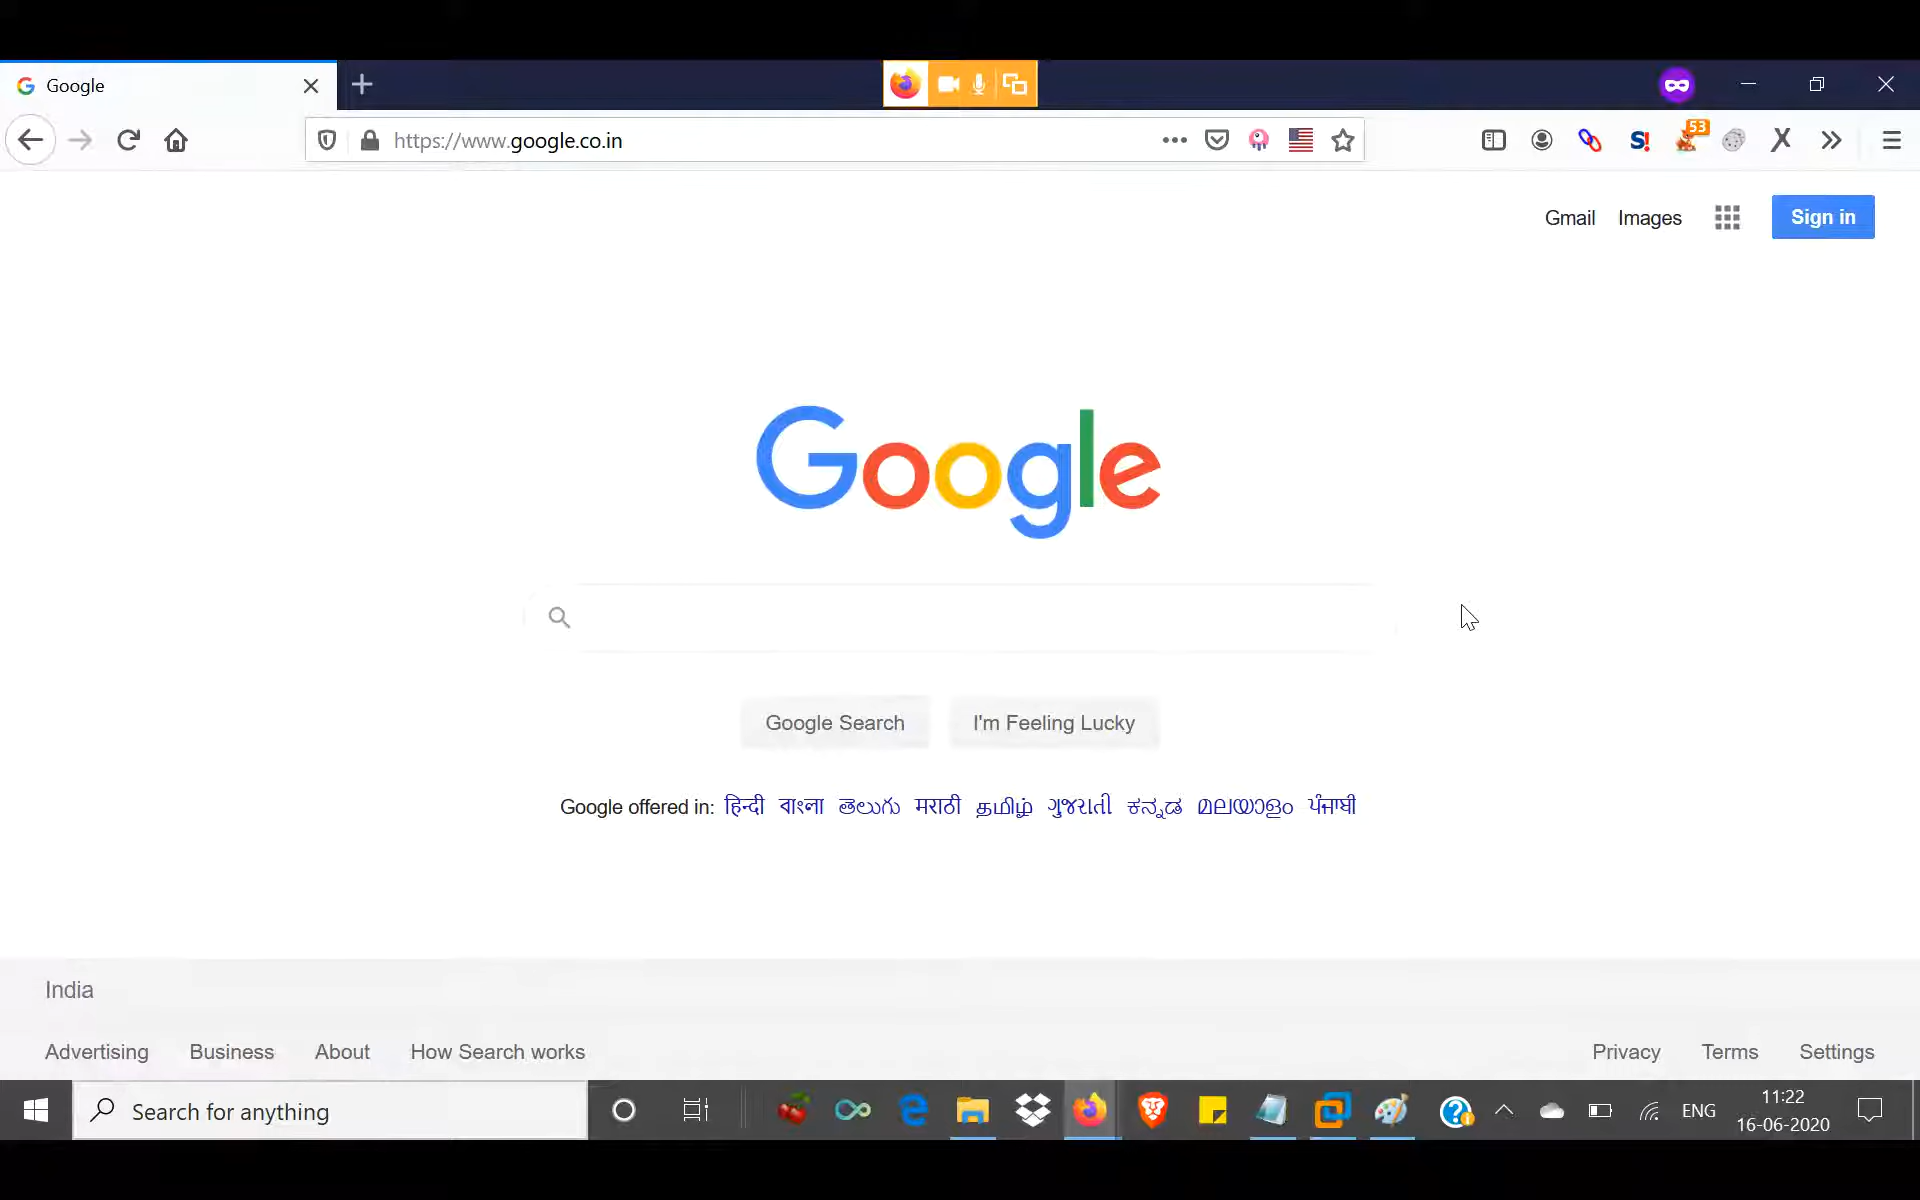 Google
https://www.google.co.in
S!
53
Gmail Images Sign in
Google
Google Search I'm Feeling Lucky
Google offered in: हिन्दी বাংলা తెలుగు मराठी தமிழ் ગુજરાતી ಕನ್ನಡ മലയാളം ਪੰਜਾਬੀ
India
Advertising Business About How Search works Privacy Terms Settings
Search for anything
ENG
11:22
16-06-2020